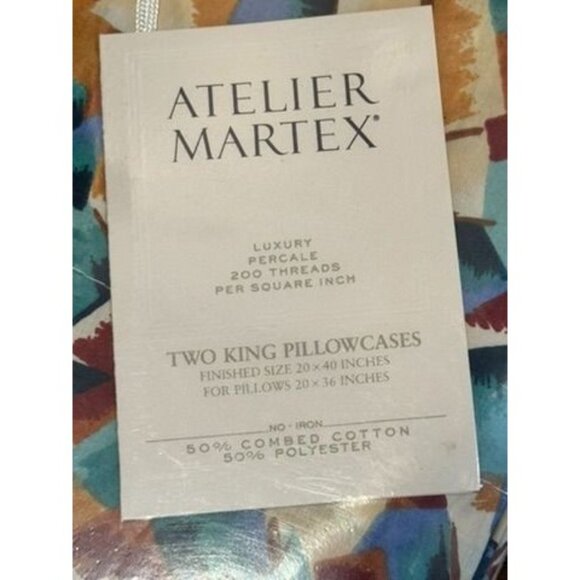 ATELIER
MARTEX®
LUXURY
PERCALE
200 THREADS
PER SQUARE INCH
TWO KING PILLOWCASES
FINISHED SIZE 20 × 40 INCHES
FOR PILLOWS 20 × 36 INCHES
NO-IRON
50% COMBED COTTON
50% POLYESTER